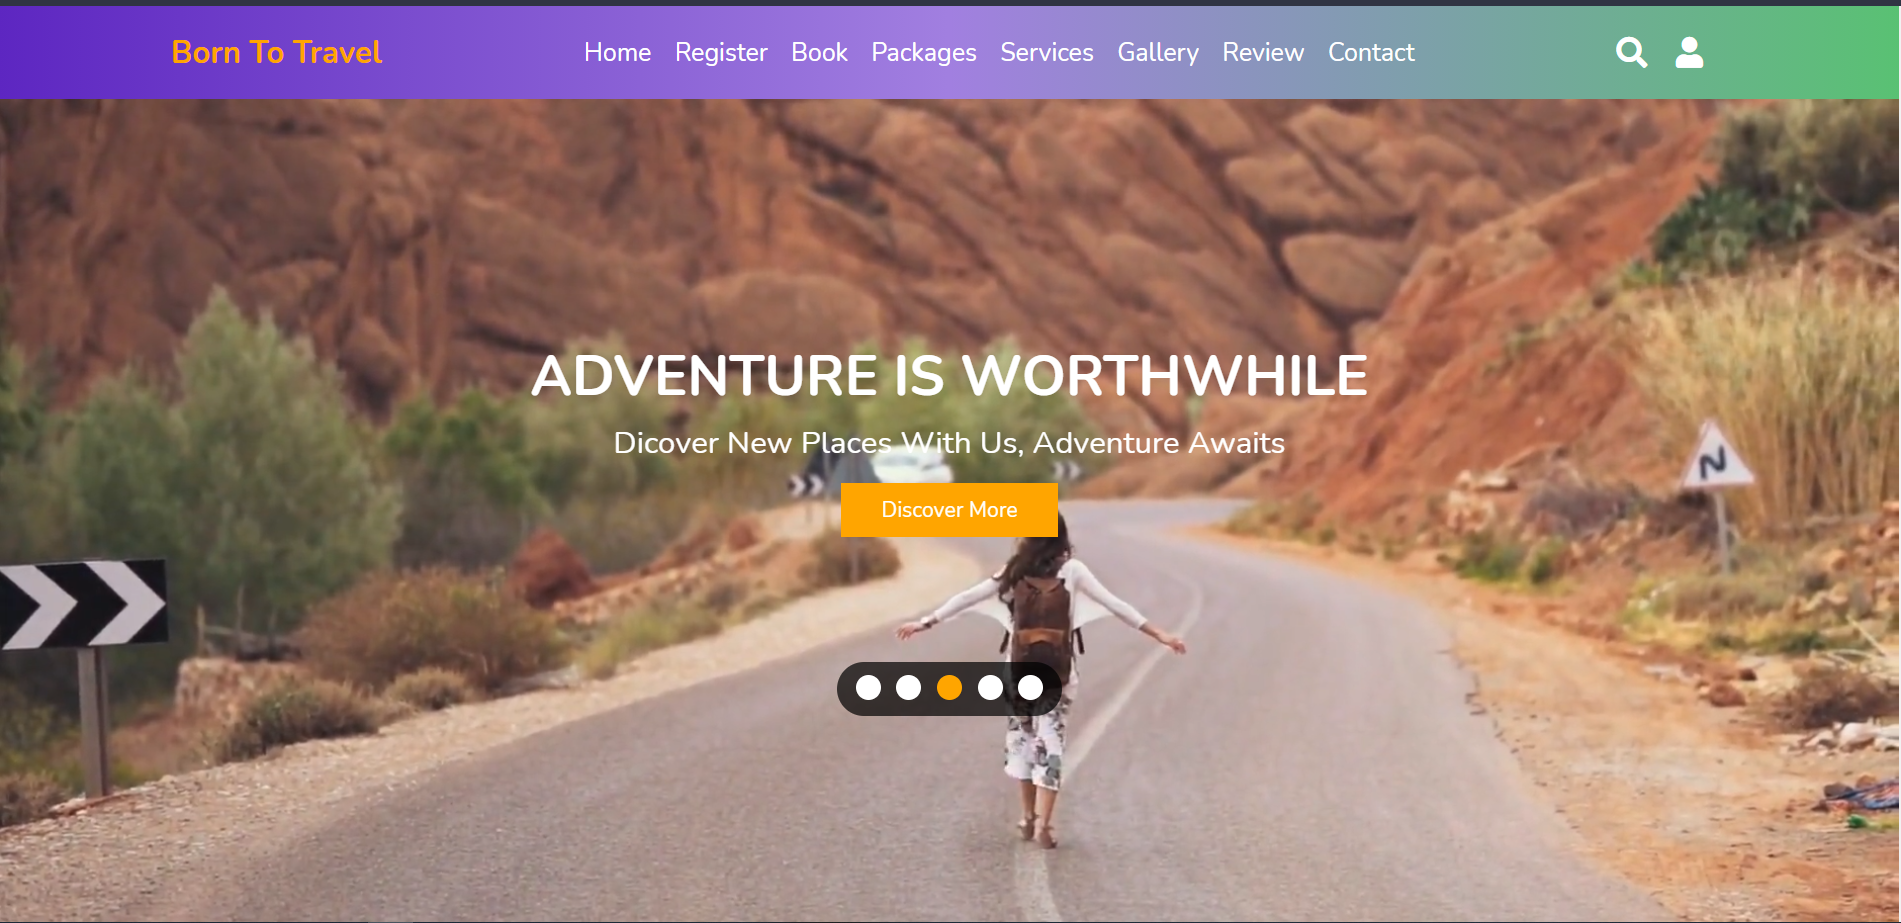 Born To Travel
Home Register Book Packages Services Gallery Review Contact
ADVENTURE IS WORTHWHILE
Dicover New Places With Us, Adventure Awaits
Discover More